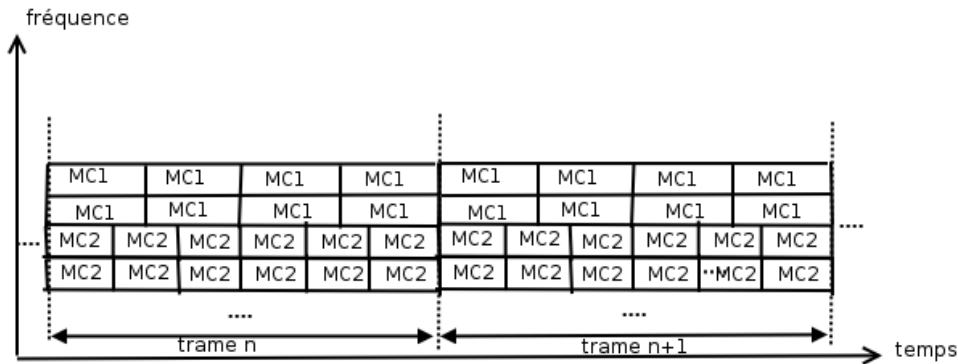 fréquence
MC1 MC1 MC1 MC1 MC1 MC1 MC1 MC1
MC1 MC1 MC1 MC1 MC1 MC1 MC1 MC1
.... MC2 MC2 MC2 MC2 MC2 MC2 MC2 MC2 MC2 MC2 MC2 MC2 ....
MC2 MC2 MC2 MC2 MC2 MC2 MC2 MC2 MC2 MC2 ...MC2 MC2
.... ....
trame n trame n+1
temps